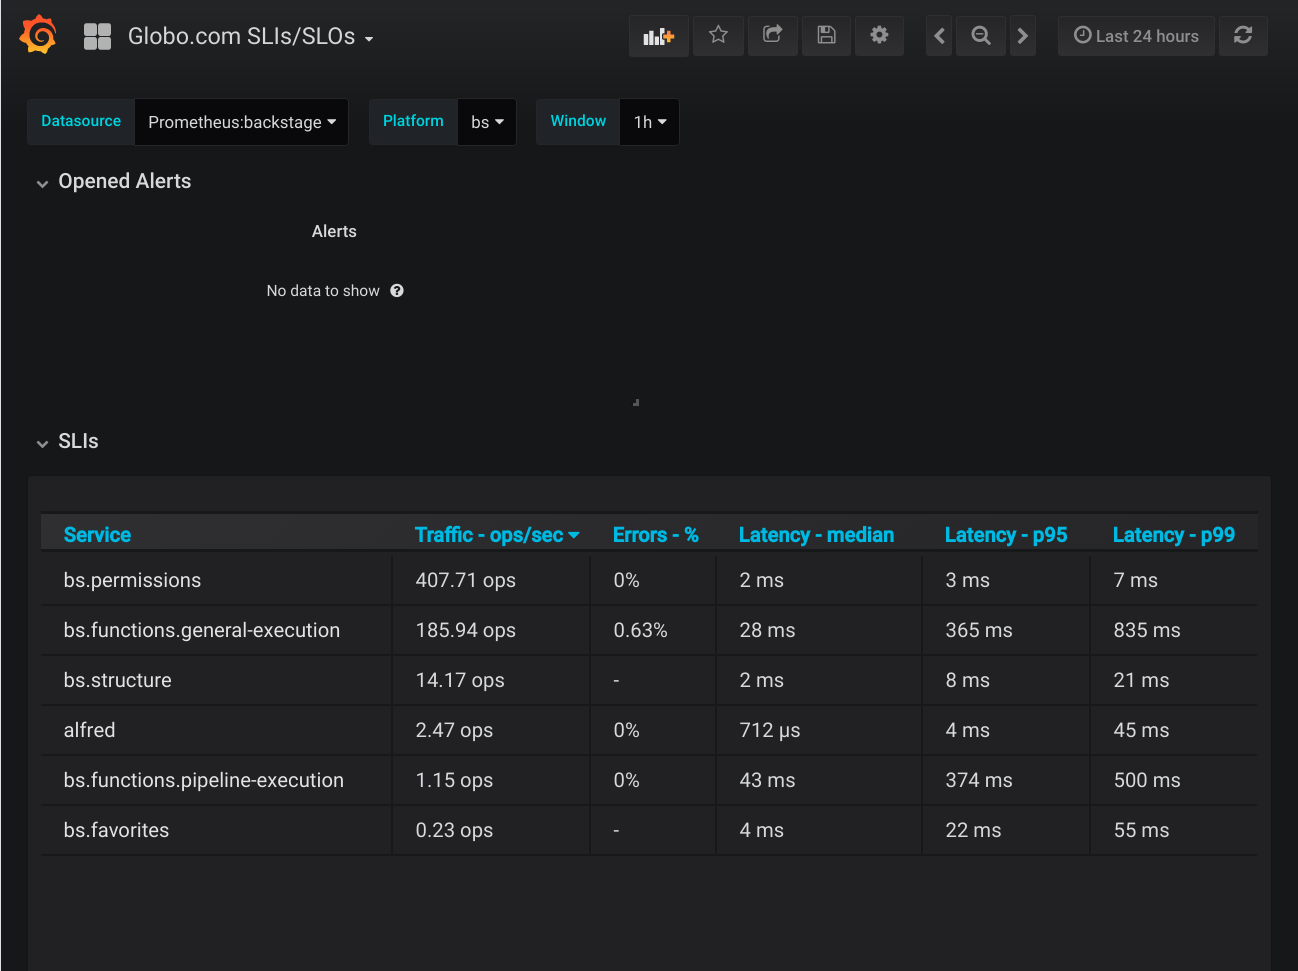 Globo.com SLIs/SLOs
Last 24 hours
Datasource Prometheus:backstage Platform bs Window 1h
Opened Alerts
Alerts
No data to show
SLIs
Service Traffic - ops/sec Errors - % Latency - median Latency - p95 Latency - p99
bs.permissions 407.71 ops 0% 2 ms 3 ms 7 ms
bs.functions.general-execution 185.94 ops 0.63% 28 ms 365 ms 835 ms
bs.structure 14.17 ops - 2 ms 8 ms 21 ms
alfred 2.47 ops 0% 712 µs 4 ms 45 ms
bs.functions.pipeline-execution 1.15 ops 0% 43 ms 374 ms 500 ms
bs.favorites 0.23 ops - 4 ms 22 ms 55 ms